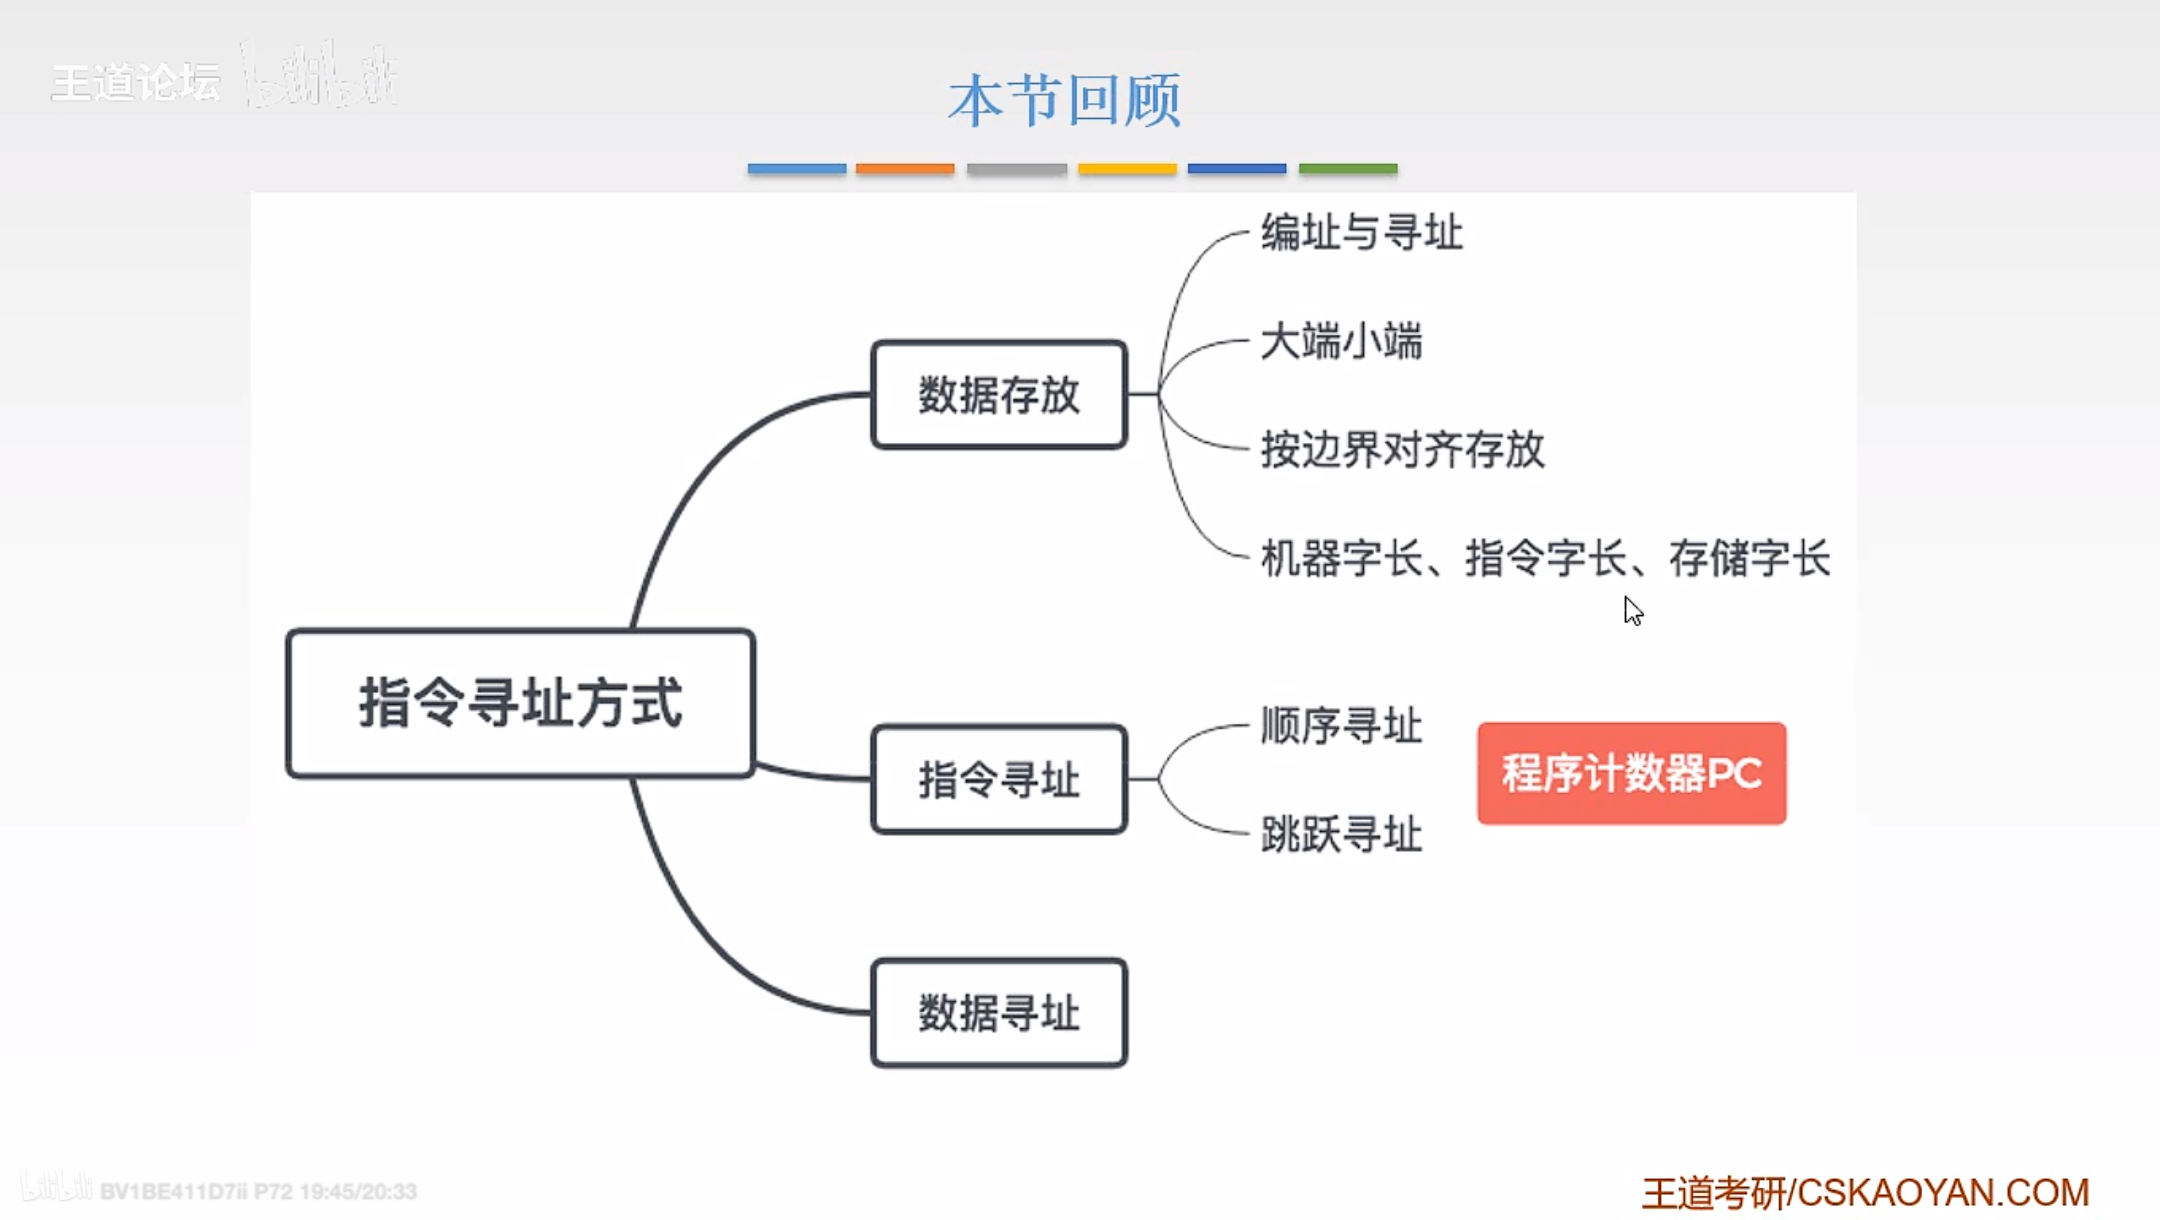 王道论坛 bilibili
本节回顾
编址与寻址
大端小端
数据存放
按边界对齐存放
机器字长、指令字长、存储字长
指令寻址方式
顺序寻址
程序计数器PC
指令寻址
跳跃寻址
数据寻址
bilibili BV1BE411D7ii P72 19:45/20:33
王道考研/CSKAOYAN.COM